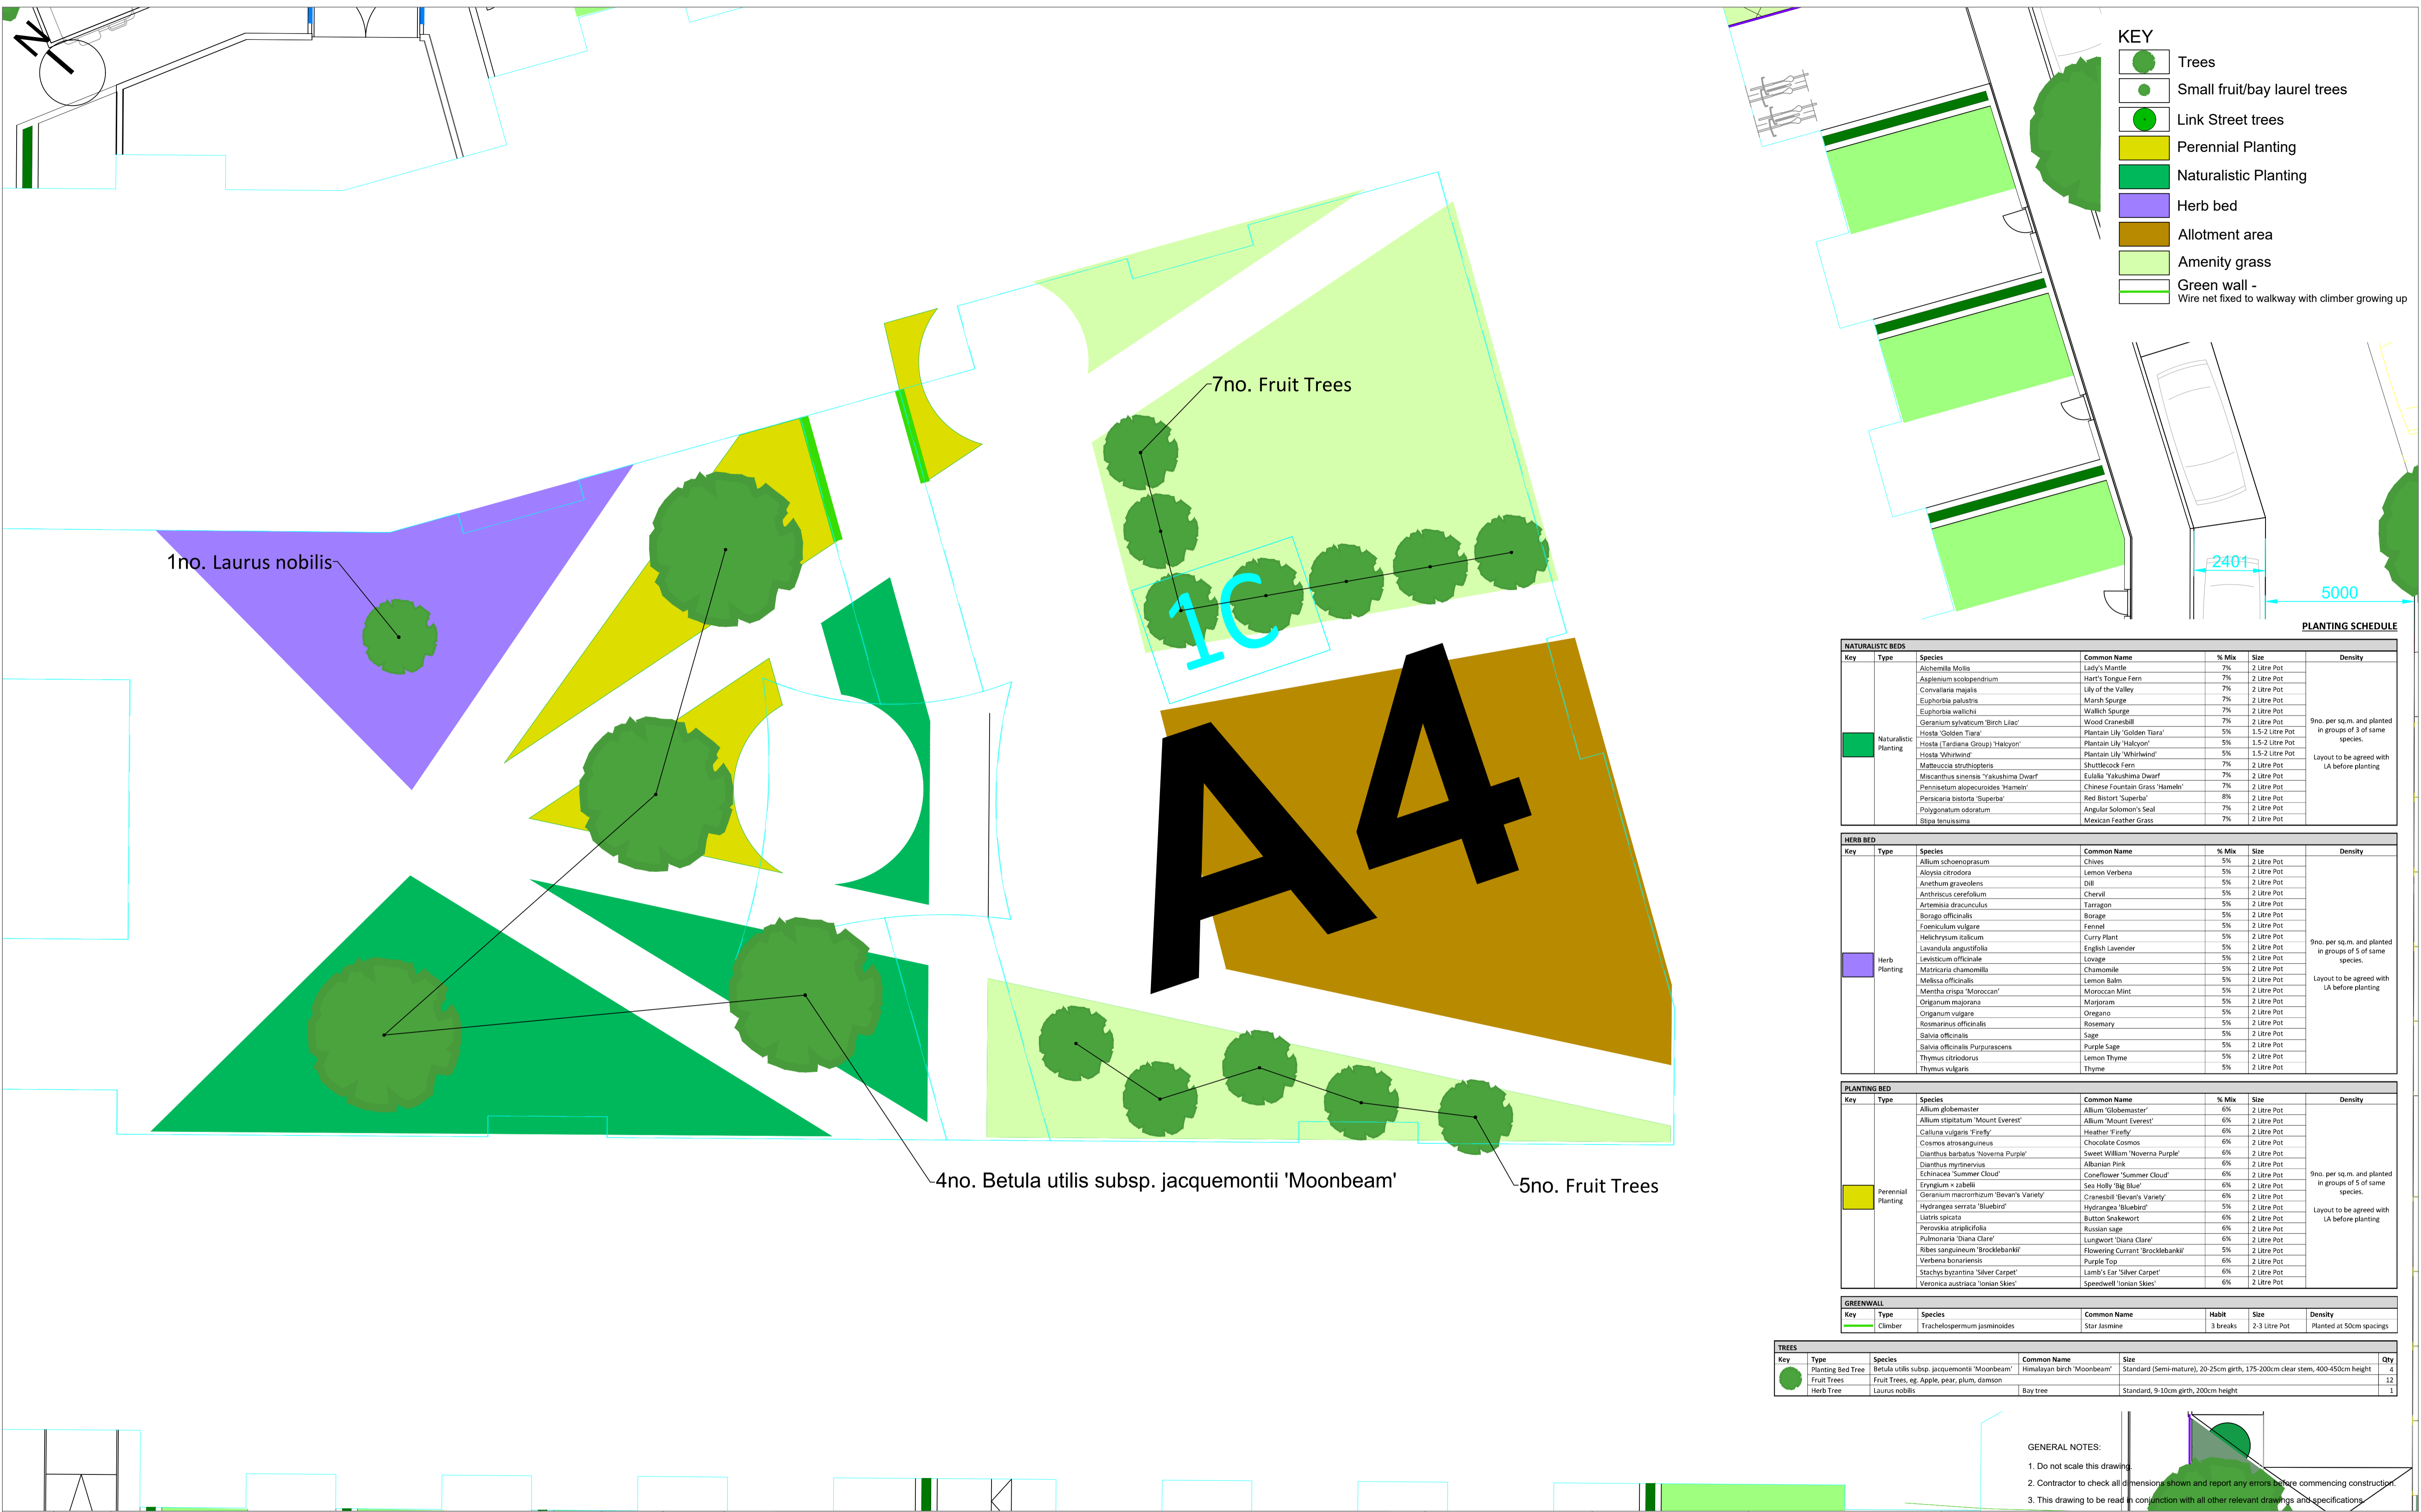 N
KEY
Trees
Small fruit/bay laurel trees
Link Street trees
Perennial Planting
Naturalistic Planting
Herb bed
Allotment area
Amenity grass
Green wall -
Wire net fixed to walkway with climber growing up
7no. Fruit Trees
1no. Laurus nobilis
1C
A4
4no. Betula utilis subsp. jacquemontii 'Moonbeam'
5no. Fruit Trees
2401
5000
PLANTING SCHEDULE
NATURALISTC BEDS
Key Type Species Common Name % Mix Size Density
Alchemilla Mollis Lady's Mantle 7% 2 Litre Pot
Asplenium scolopendrium Hart's Tongue Fern 7% 2 Litre Pot
Convallaria majalis Lily of the Valley 7% 2 Litre Pot
Euphorbia palustris Marsh Spurge 7% 2 Litre Pot
Euphorbia wallichii Wallich Spurge 7% 2 Litre Pot
Geranium sylvaticum 'Birch Lilac' Wood Cranesbill 7% 2 Litre Pot
Hosta 'Golden Tiara' Plantain Lily 'Golden Tiara' 5% 1.5-2 Litre Pot
Hosta (Tardiana Group) 'Halcyon' Plantain Lily 'Halcyon' 5% 1.5-2 Litre Pot
Hosta 'Whirlwind' Plantain Lily 'Whirlwind' 5% 1.5-2 Litre Pot
Matteuccia struthiopteris Shuttlecock Fern 7% 2 Litre Pot
Miscanthus sinensis 'Yakushima Dwarf' Eulalia 'Yakushima Dwarf 7% 2 Litre Pot
Pennisetum alopecuroides 'Hameln' Chinese Fountain Grass 'Hameln' 7% 2 Litre Pot
Persicaria bistorta 'Superba' Red Bistort 'Superba' 8% 2 Litre Pot
Polygonatum odoratum Angular Solomon's Seal 7% 2 Litre Pot
Stipa tenuissima Mexican Feather Grass 7% 2 Litre Pot
Naturalistic
Planting
9no. per sq.m. and planted
in groups of 3 of same
species.
Layout to be agreed with
LA before planting
HERB BED
Key Type Species Common Name % Mix Size Density
Allium schoenoprasum Chives 5% 2 Litre Pot
Aloysia citrodora Lemon Verbena 5% 2 Litre Pot
Anethum graveolens Dill 5% 2 Litre Pot
Anthriscus cerefolium Chervil 5% 2 Litre Pot
Artemisia dracunculus Tarragon 5% 2 Litre Pot
Borago officinalis Borage 5% 2 Litre Pot
Foeniculum vulgare Fennel 5% 2 Litre Pot
Helichrysum italicum Curry Plant 5% 2 Litre Pot
Lavandula angustifolia English Lavender 5% 2 Litre Pot
Levisticum officinale Lovage 5% 2 Litre Pot
Matricaria chamomilla Chamomile 5% 2 Litre Pot
Melissa officinalis Lemon Balm 5% 2 Litre Pot
Mentha crispa 'Moroccan' Moroccan Mint 5% 2 Litre Pot
Origanum majorana Marjoram 5% 2 Litre Pot
Origanum vulgare Oregano 5% 2 Litre Pot
Rosmarinus officinalis Rosemary 5% 2 Litre Pot
Salvia officinalis Sage 5% 2 Litre Pot
Salvia officinalis Purpurascens Purple Sage 5% 2 Litre Pot
Thymus citriodorus Lemon Thyme 5% 2 Litre Pot
Thymus vulgaris Thyme 5% 2 Litre Pot
Herb
Planting
9no. per sq.m. and planted
in groups of 5 of same
species.
Layout to be agreed with
LA before planting
PLANTING BED
Key Type Species Common Name % Mix Size Density
Allium globemaster Allium 'Globemaster' 6% 2 Litre Pot
Allium stipitatum 'Mount Everest' Allium 'Mount Everest' 6% 2 Litre Pot
Calluna vulgaris 'Firefly' Heather 'Firefly' 6% 2 Litre Pot
Cosmos atrosanguineus Chocolate Cosmos 6% 2 Litre Pot
Dianthus barbatus 'Noverna Purple' Sweet William 'Noverna Purple' 6% 2 Litre Pot
Dianthus myrtinervius Albanian Pink 6% 2 Litre Pot
Echinacea 'Summer Cloud' Coneflower 'Summer Cloud' 6% 2 Litre Pot
Eryngium × zabelii Sea Holly 'Big Blue' 6% 2 Litre Pot
Geranium macrorrhizum 'Bevan's Variety' Cranesbill 'Bevan's Variety' 6% 2 Litre Pot
Hydrangea serrata 'Bluebird' Hydrangea 'Bluebird' 5% 2 Litre Pot
Liatris spicata Button Snakewort 6% 2 Litre Pot
Perovskia atriplicifolia Russian sage 6% 2 Litre Pot
Pulmonaria 'Diana Clare' Lungwort 'Diana Clare' 6% 2 Litre Pot
Ribes sanguineum 'Brocklebankii' Flowering Currant 'Brocklebankii' 5% 2 Litre Pot
Verbena bonariensis Purple Top 6% 2 Litre Pot
Stachys byzantina 'Silver Carpet' Lamb's Ear 'Silver Carpet' 6% 2 Litre Pot
Veronica austriaca 'Ionian Skies' Speedwell 'Ionian Skies' 6% 2 Litre Pot
Perennial
Planting
9no. per sq.m. and planted
in groups of 5 of same
species.
Layout to be agreed with
LA before planting
GREENWALL
Key Type Species Common Name Habit Size Density
Climber Trachelospermum jasminoides Star Jasmine 3 breaks 2-3 Litre Pot Planted at 50cm spacings
TREES
Key Type Species Common Name Size Qty
Planting Bed Tree Betula utilis subsp. jacquemontii 'Moonbeam' Himalayan birch 'Moonbeam' Standard (Semi-mature), 20-25cm girth, 175-200cm clear stem, 400-450cm height 4
Fruit Trees Fruit Trees, eg. Apple, pear, plum, damson 12
Herb Tree Laurus nobilis Bay tree Standard, 9-10cm girth, 200cm height 1
GENERAL NOTES:
1. Do not scale this drawing.
2. Contractor to check all dimensions shown and report any errors before commencing construction.
3. This drawing to be read in conjunction with all other relevant drawings and specifications.